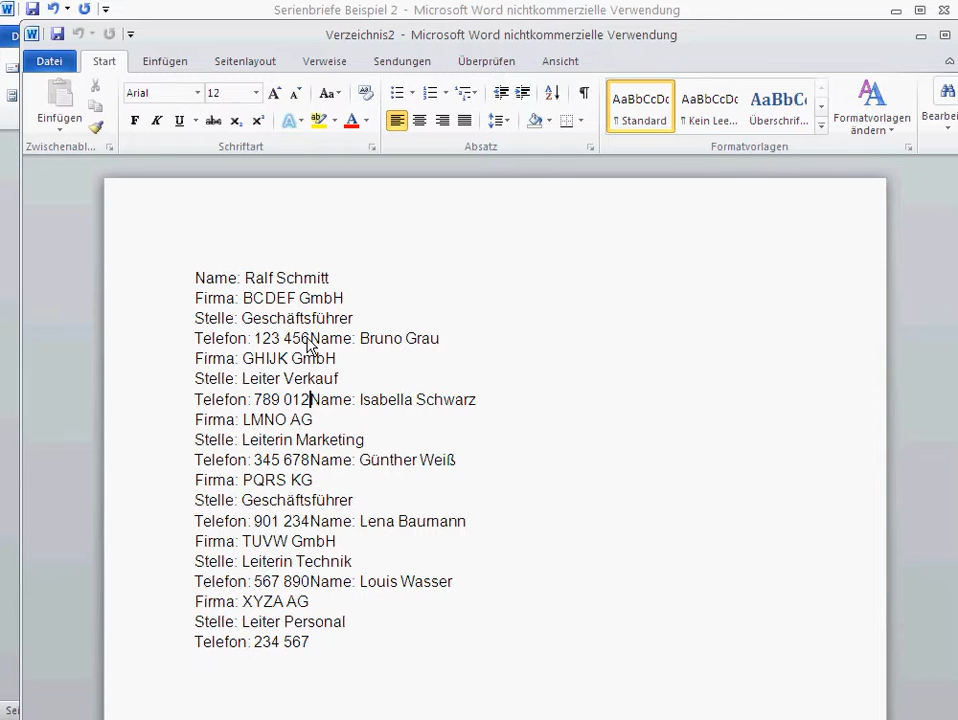 Serienbriefe Beispiel 2 - Microsoft Word nichtkommerzielle Verwendung
Verzeichnis2 - Microsoft Word nichtkommerzielle Verwendung
Datei Start Einfügen Seitenlayout Verweise Sendungen Überprüfen Ansicht
Arial 12
Einfügen
AaBbCcDc AaBbCcDc AaBbCc
¶ Standard ¶ Kein Lee... Überschrif...
Formatvorlagen
ändern
Bearbei
Zwischenabl... Schriftart Absatz Formatvorlagen
Name: Ralf Schmitt
Firma: BCDEF GmbH
Stelle: Geschäftsführer
Telefon: 123 456Name: Bruno Grau
Firma: GHIJK GmbH
Stelle: Leiter Verkauf
Telefon: 789 012Name: Isabella Schwarz
Firma: LMNO AG
Stelle: Leiterin Marketing
Telefon: 345 678Name: Günther Weiß
Firma: PQRS KG
Stelle: Geschäftsführer
Telefon: 901 234Name: Lena Baumann
Firma: TUVW GmbH
Stelle: Leiterin Technik
Telefon: 567 890Name: Louis Wasser
Firma: XYZA AG
Stelle: Leiter Personal
Telefon: 234 567
Sei